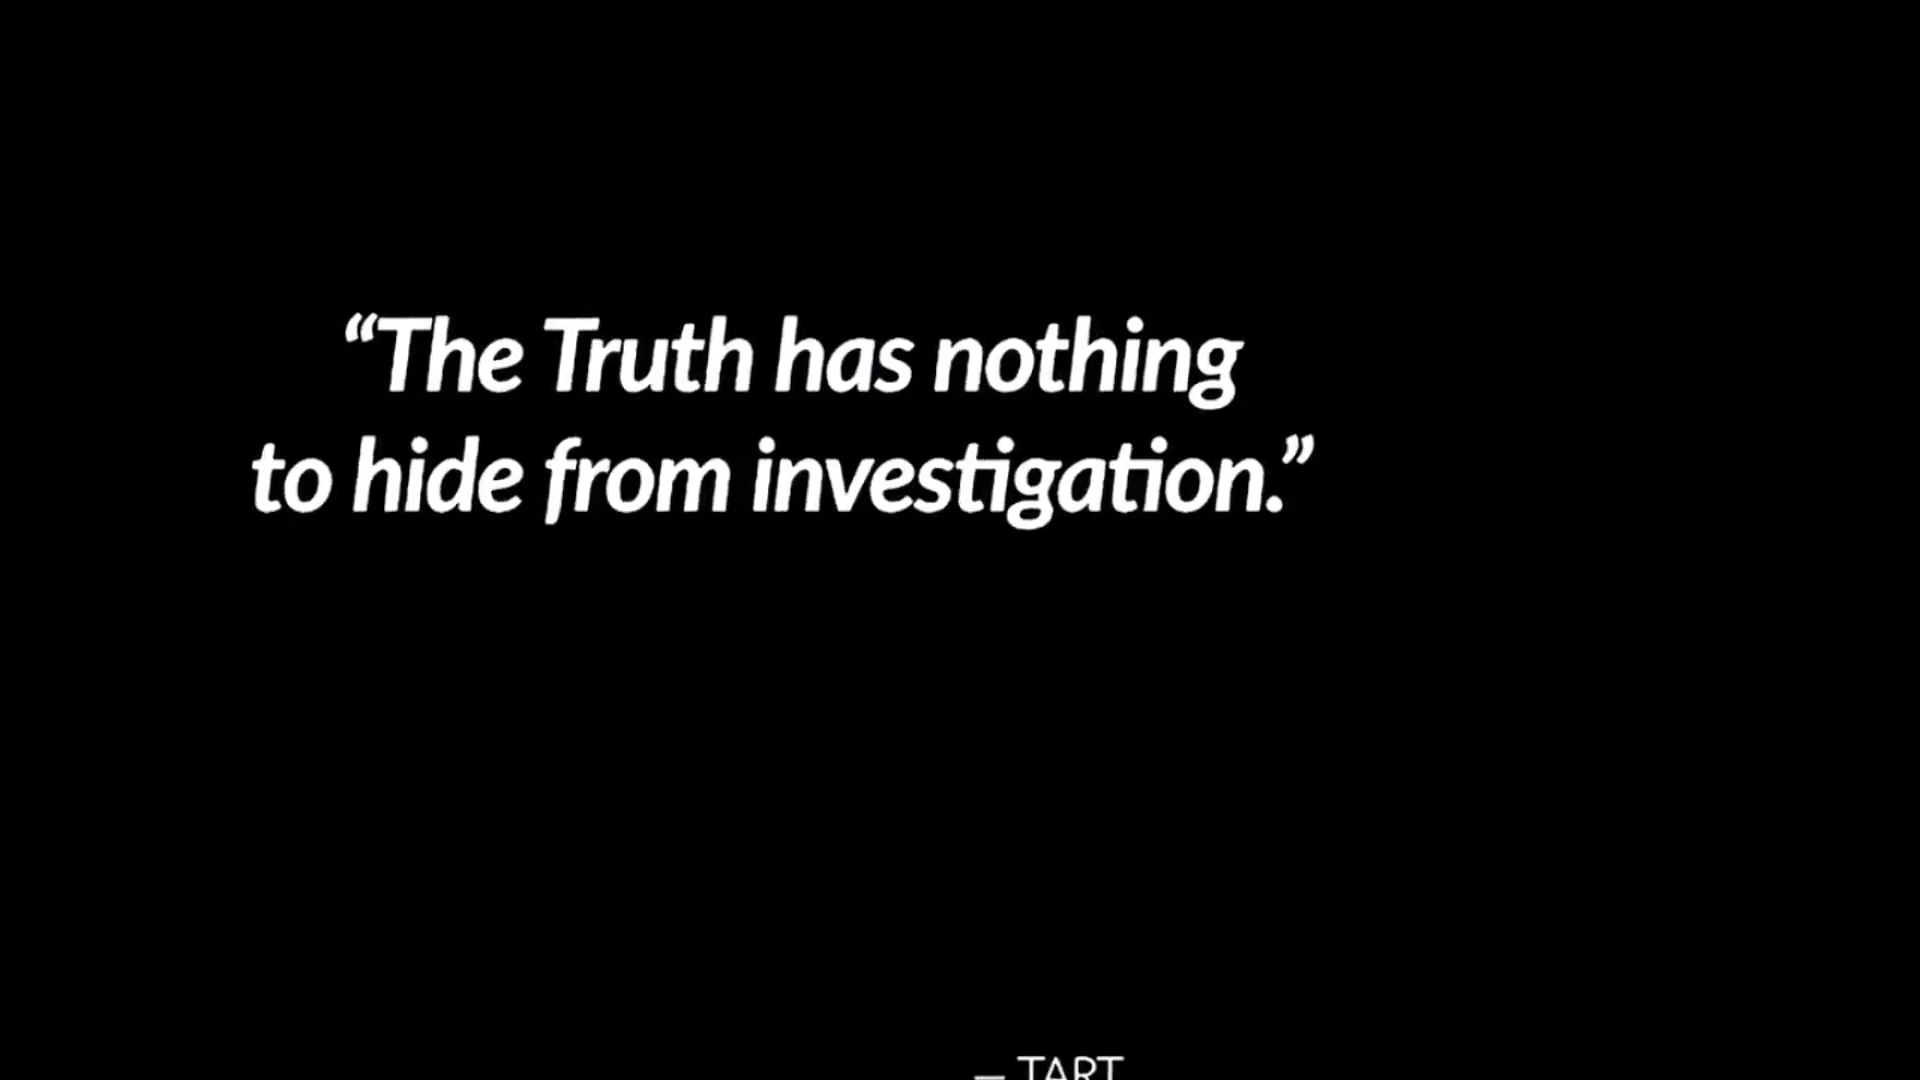 “The Truth has nothing
to hide from investigation.”
— TART